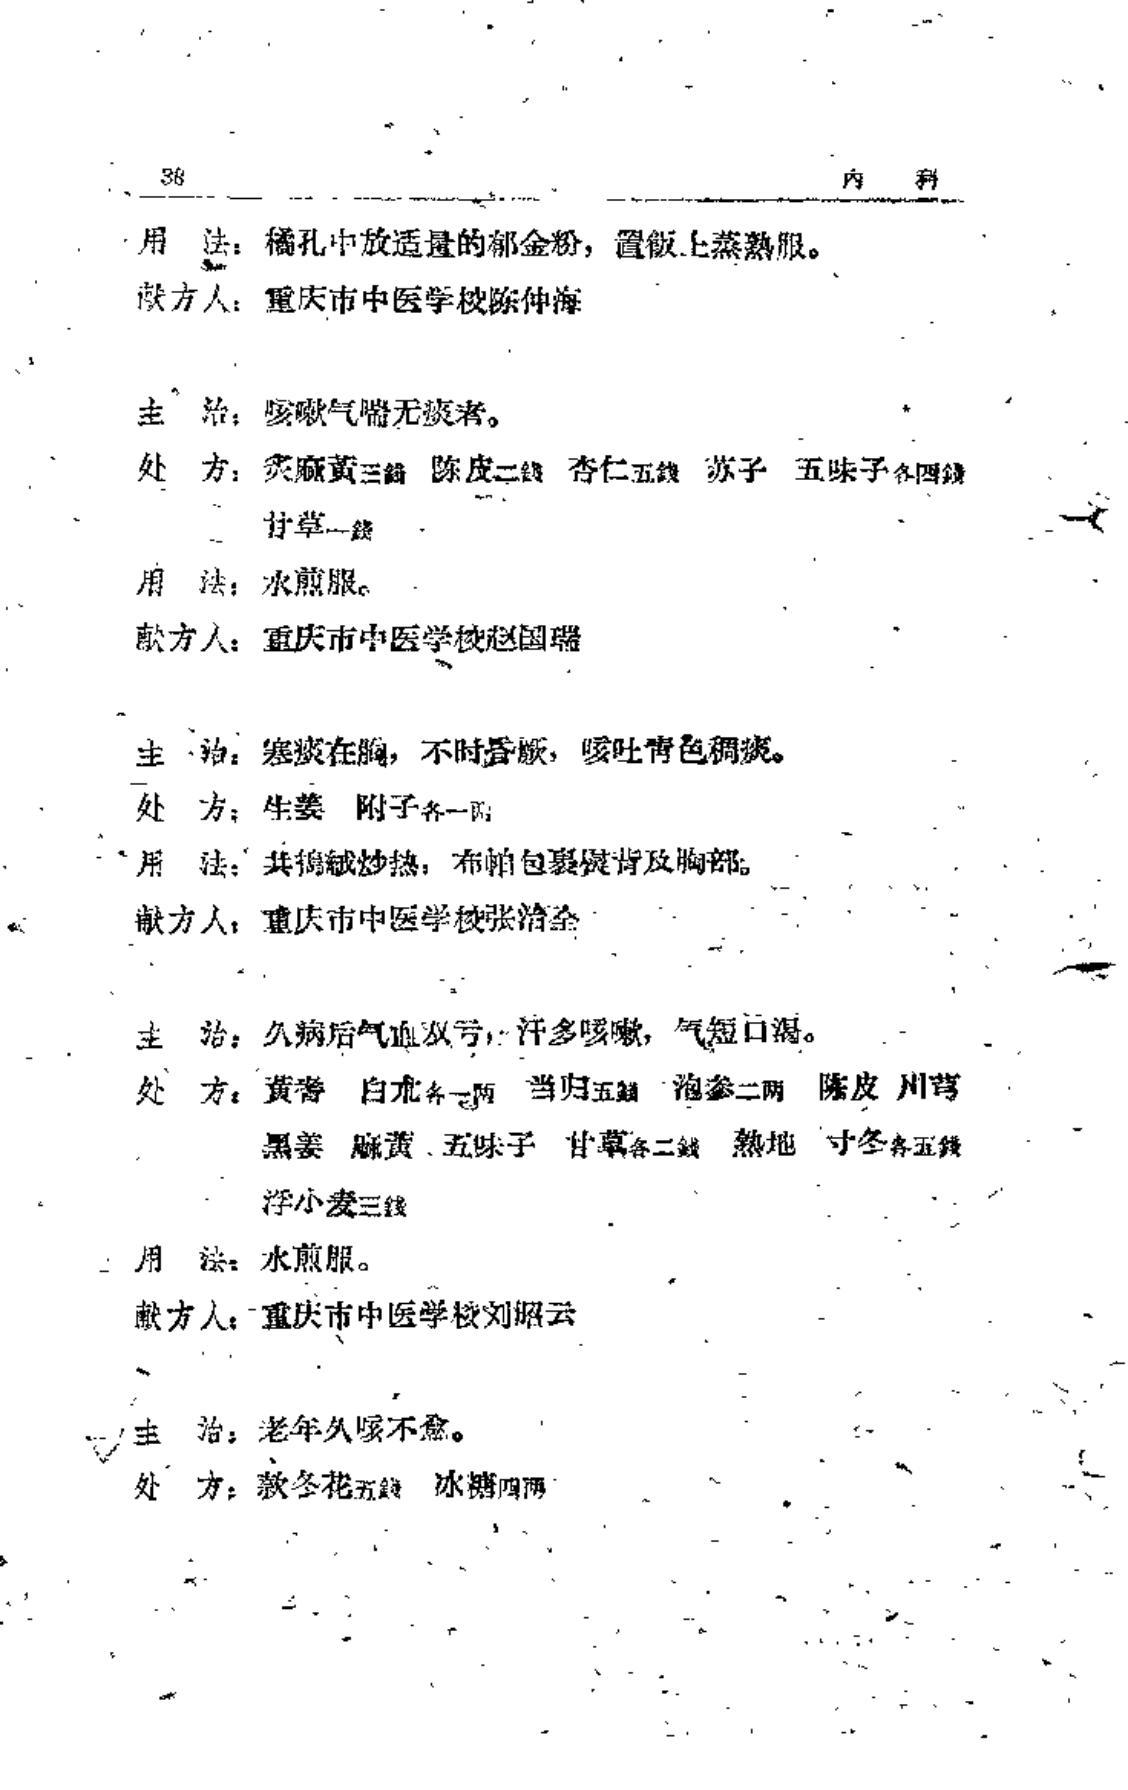 38
内 科
用 法：橘孔中放适量的郁金粉，置飯上蒸熟服。
献方人：重庆市中医学校陈仲海
主 治：咳嗽气喘无痰者。
处 方：炙麻黄三錢 陈皮二錢 杏仁五錢 苏子 五味子各四錢
甘草一錢
用 法：水煎服。
献方人：重庆市中医学校赵国瑞
主 治：寒痰在胸，不时昏厥，咳吐青色稠痰。
处 方：生姜 附子各一两
用 法：共搗絨炒热，布帕包裹熨背及胸部。
献方人：重庆市中医学校张治全
主 治：久病后气血双亏，汗多咳嗽，气短口渴。
处 方：黄蓍 白朮各一两 当归五錢 泡参二两 陈皮 川芎
黑姜 麻黄 五味子 甘草各二錢 熟地 寸冬各五錢
浮小麦三錢
用 法：水煎服。
献方人：重庆市中医学校刘昭云
主 治：老年久咳不愈。
处 方：款冬花五錢 冰糖四两